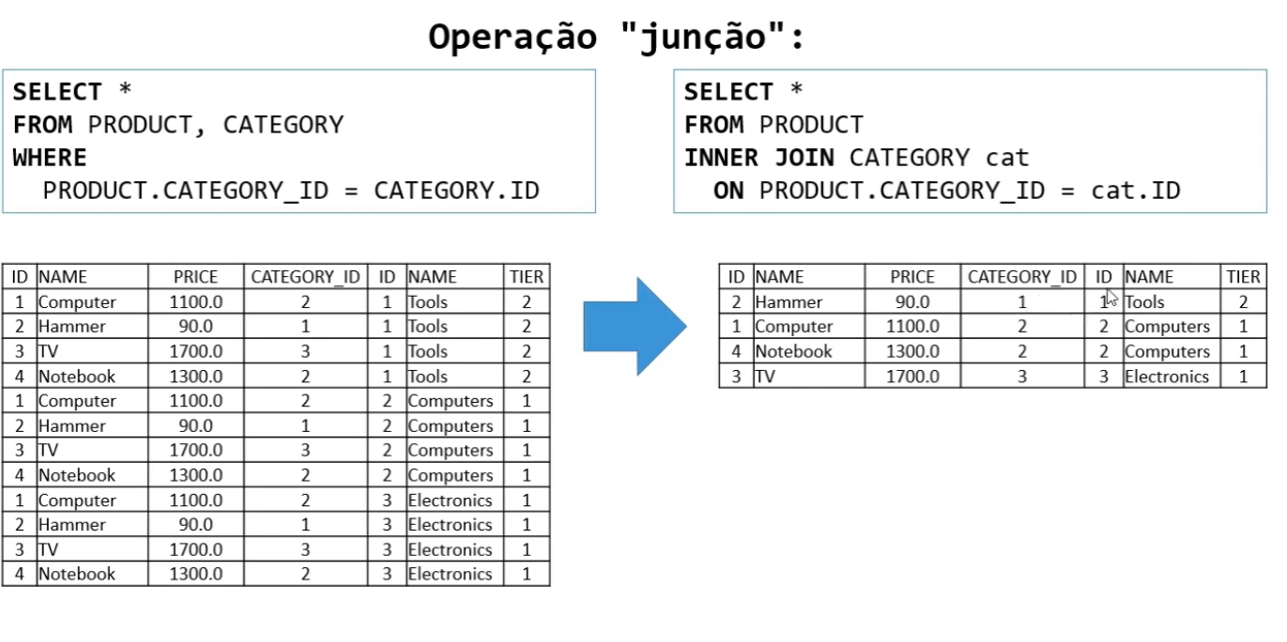 Operação "junção":
SELECT *
FROM PRODUCT, CATEGORY
WHERE
PRODUCT.CATEGORY_ID = CATEGORY.ID
SELECT *
FROM PRODUCT
INNER JOIN CATEGORY cat
ON PRODUCT.CATEGORY_ID = cat.ID
ID NAME PRICE CATEGORY_ID ID NAME TIER
1 Computer 1100.0 2 1 Tools 2
2 Hammer 90.0 1 1 Tools 2
3 TV 1700.0 3 1 Tools 2
4 Notebook 1300.0 2 1 Tools 2
1 Computer 1100.0 2 2 Computers 1
2 Hammer 90.0 1 2 Computers 1
3 TV 1700.0 3 2 Computers 1
4 Notebook 1300.0 2 2 Computers 1
1 Computer 1100.0 2 3 Electronics 1
2 Hammer 90.0 1 3 Electronics 1
3 TV 1700.0 3 3 Electronics 1
4 Notebook 1300.0 2 3 Electronics 1
ID NAME PRICE CATEGORY_ID ID NAME TIER
2 Hammer 90.0 1 1 Tools 2
1 Computer 1100.0 2 2 Computers 1
4 Notebook 1300.0 2 2 Computers 1
3 TV 1700.0 3 3 Electronics 1